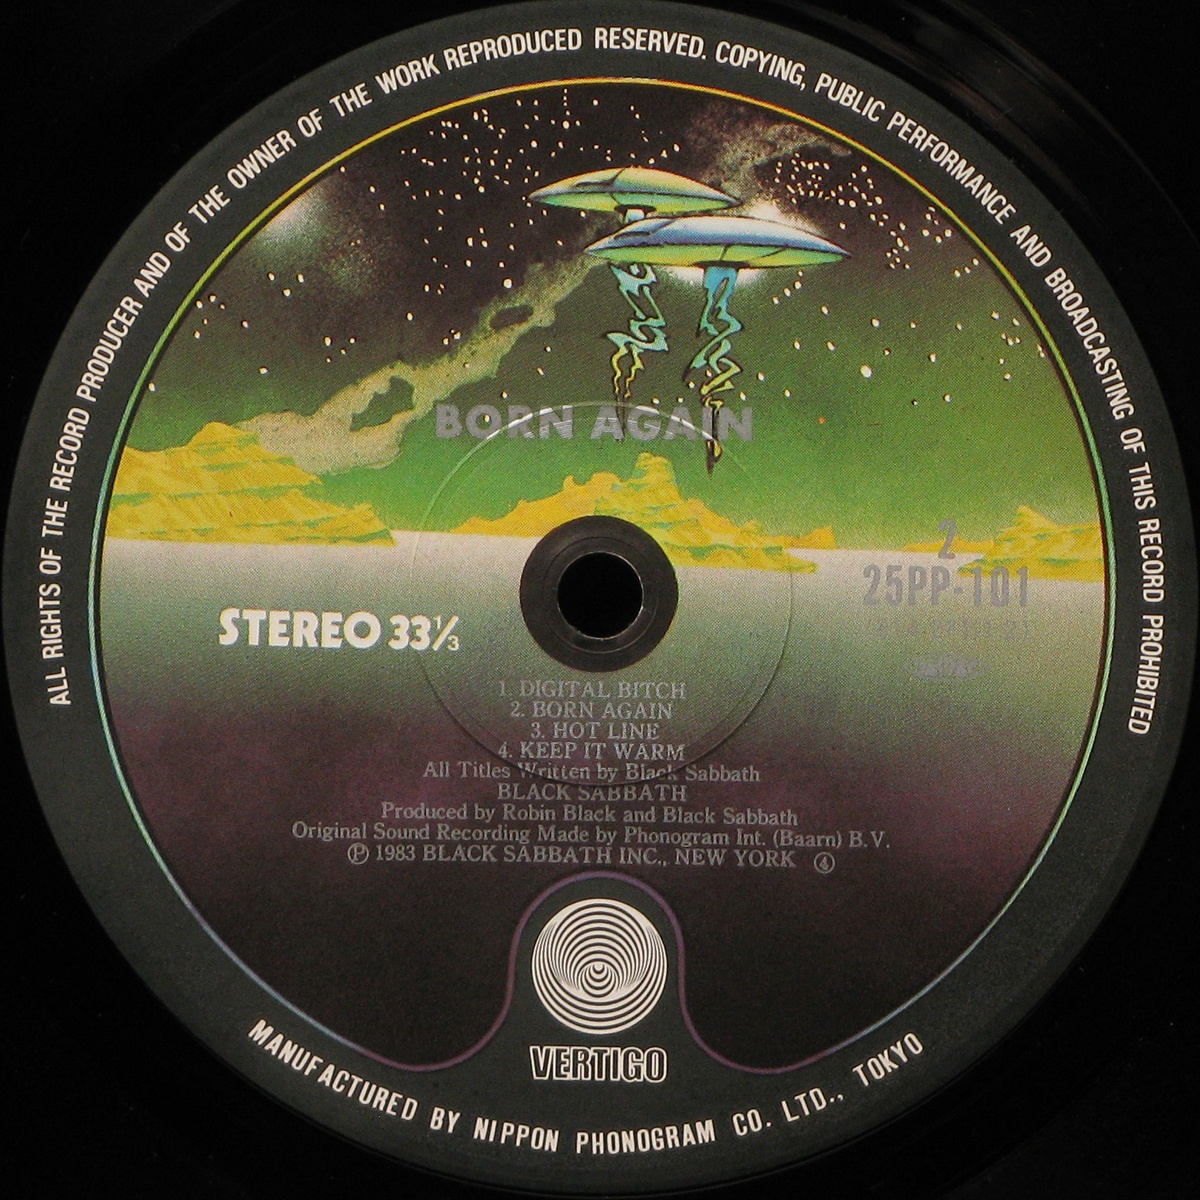 ALL RIGHTS OF THE RECORD PRODUCER AND OF THE OWNER OF THE WORK REPRODUCED RESERVED. COPYING, PUBLIC PERFORMANCE AND BROADCASTING OF THIS RECORD PROHIBITED
BORN AGAIN
2
25PP-101
STEREO 33⅓
1. DIGITAL BITCH
2. BORN AGAIN
3. HOT LINE
4. KEEP IT WARM
All Titles Written by Black Sabbath
BLACK SABBATH
Produced by Robin Black and Black Sabbath
Original Sound Recording Made by Phonogram Int. (Baarn) B.V.
Ⓟ 1983 BLACK SABBATH INC., NEW YORK ④
VERTIGO
MANUFACTURED BY NIPPON PHONOGRAM CO. LTD., TOKYO